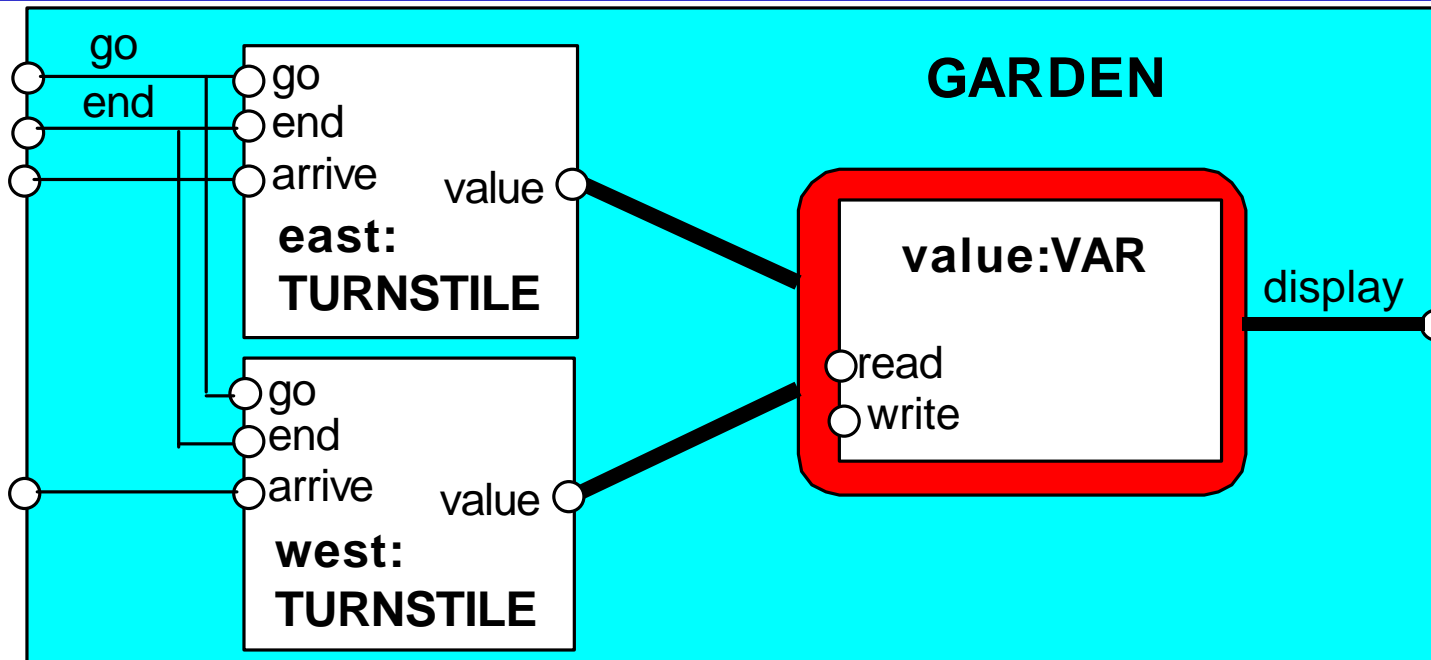 go
end
GARDEN
go
end
arrive
value
east:
TURNSTILE
value:VAR
read
write
display
go
end
arrive
value
west:
TURNSTILE